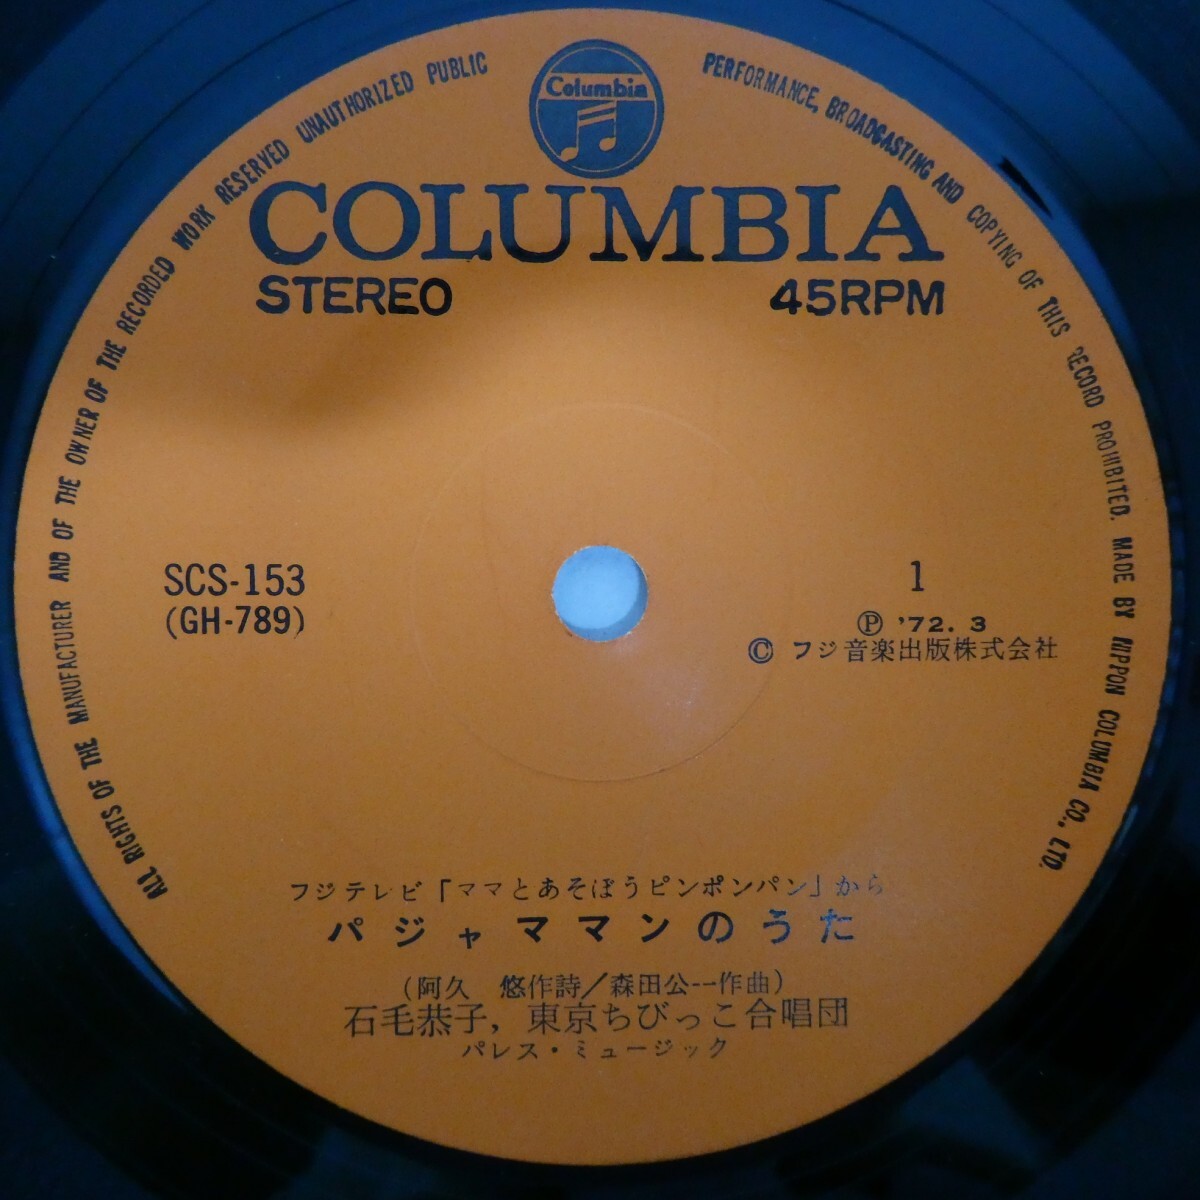 ALL RIGHTS OF THE MANUFACTURER AND OF THE OWNER OF THE RECORDED WORK RESERVED UNAUTHORIZED PUBLIC PERFORMANCE, BROADCASTING AND COPYING OF THIS RECORD PROHIBITED. MADE BY NIPPON COLUMBIA CO., LTD.
Columbia
COLUMBIA
STEREO 45RPM
SCS-153 1
(GH-789) Ⓟ '72. 3
© フジ音楽出版株式会社
フジテレビ「ママとあそぼうピンポンパン」から
パジャママンのうた
(阿久 悠作詩/森田公一作曲)
石毛恭子, 東京ちびっこ合唱団
パレス・ミュージック